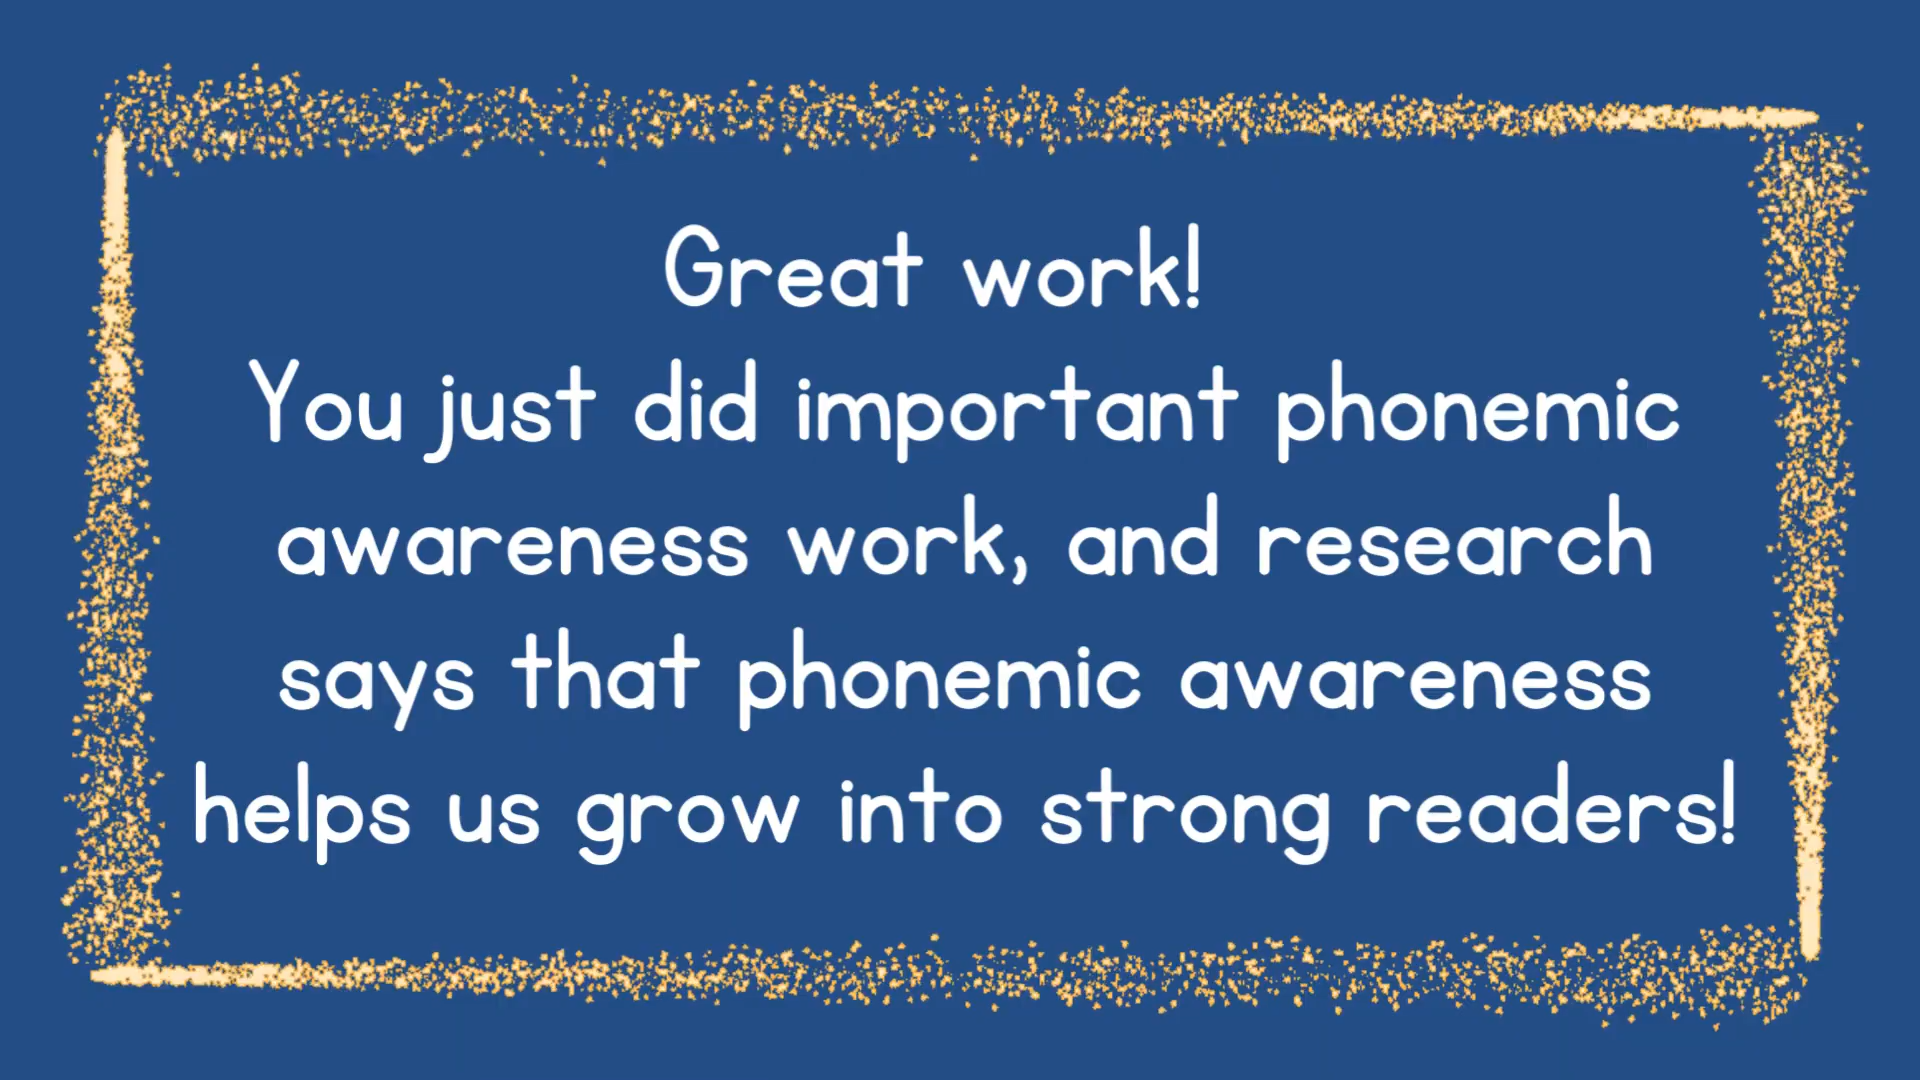 Great work!
You just did important phonemic
awareness work, and research
says that phonemic awareness
helps us grow into strong readers!